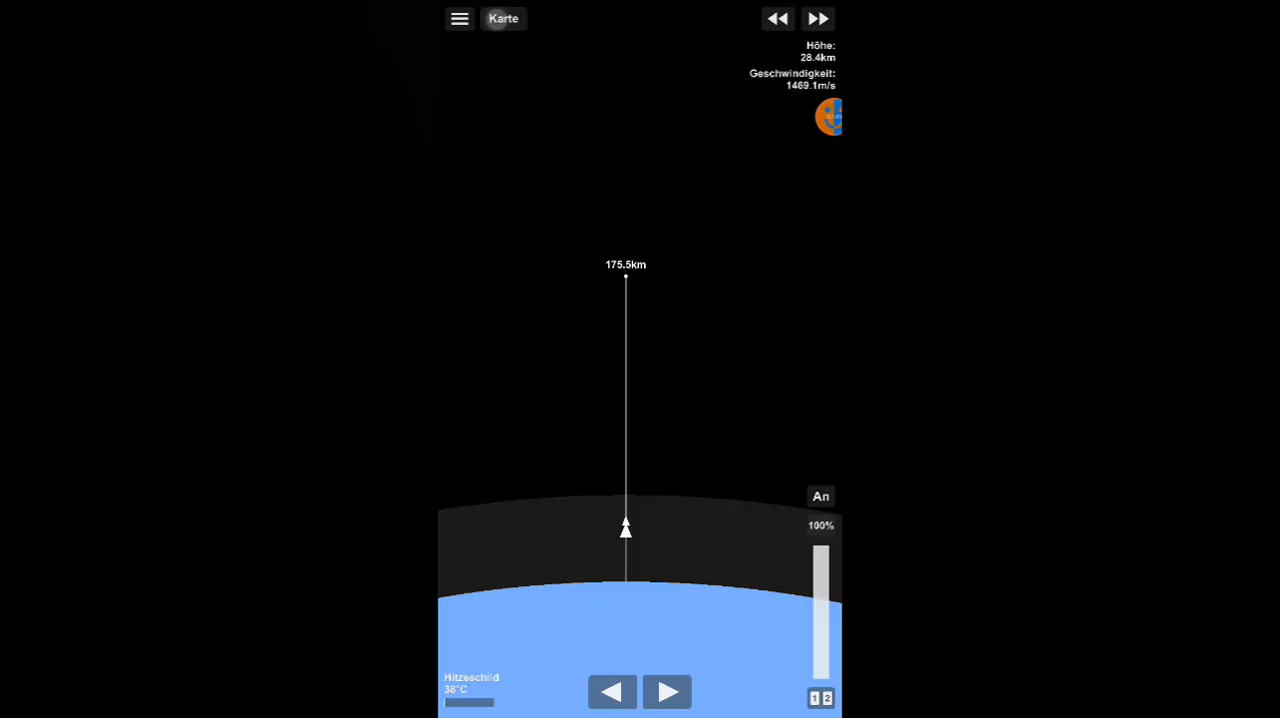 Karte
Höhe:
28.4km
Geschwindigkeit:
1469.1m/s
175.5km
An
100%
Hitzeschild
38°C
1 2